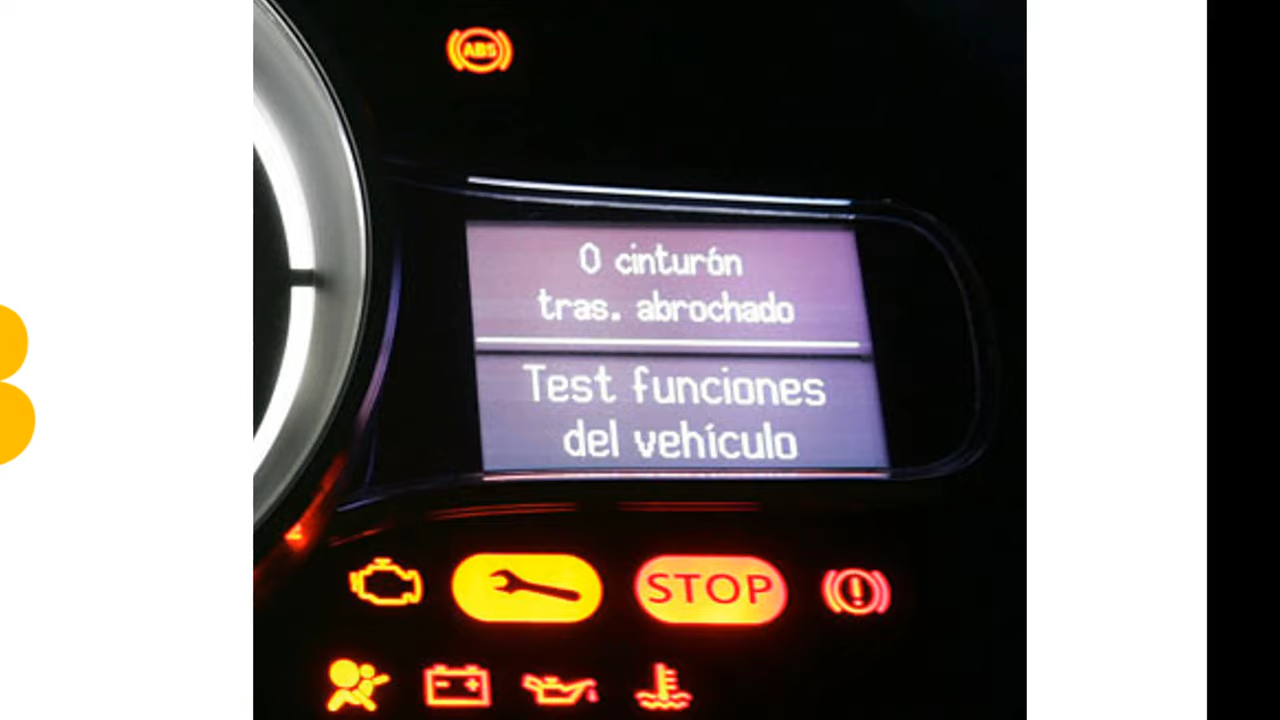 ABS
0 cinturón
tras. abrochado
Test funciones
del vehículo
STOP